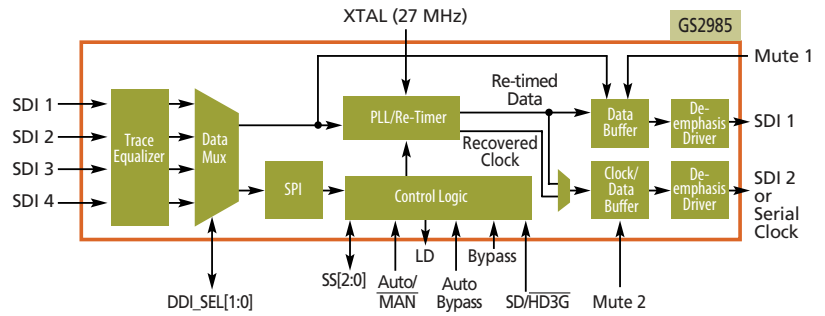 XTAL (27 MHz)
GS2985
Mute 1
Re-timed
Data
SDI 1
SDI 2
SDI 3
SDI 4
Trace
Equalizer
Data
Mux
PLL/Re-Timer
Recovered
Clock
Data
Buffer
De-
emphasis
Driver
SDI 1
SPI
Control Logic
Clock/
Data
Buffer
De-
emphasis
Driver
SDI 2
or
Serial
Clock
DDI_SEL[1:0]
SS[2:0]
Auto/
MAN
LD
Auto
Bypass
Bypass
SD/HD3G
Mute 2